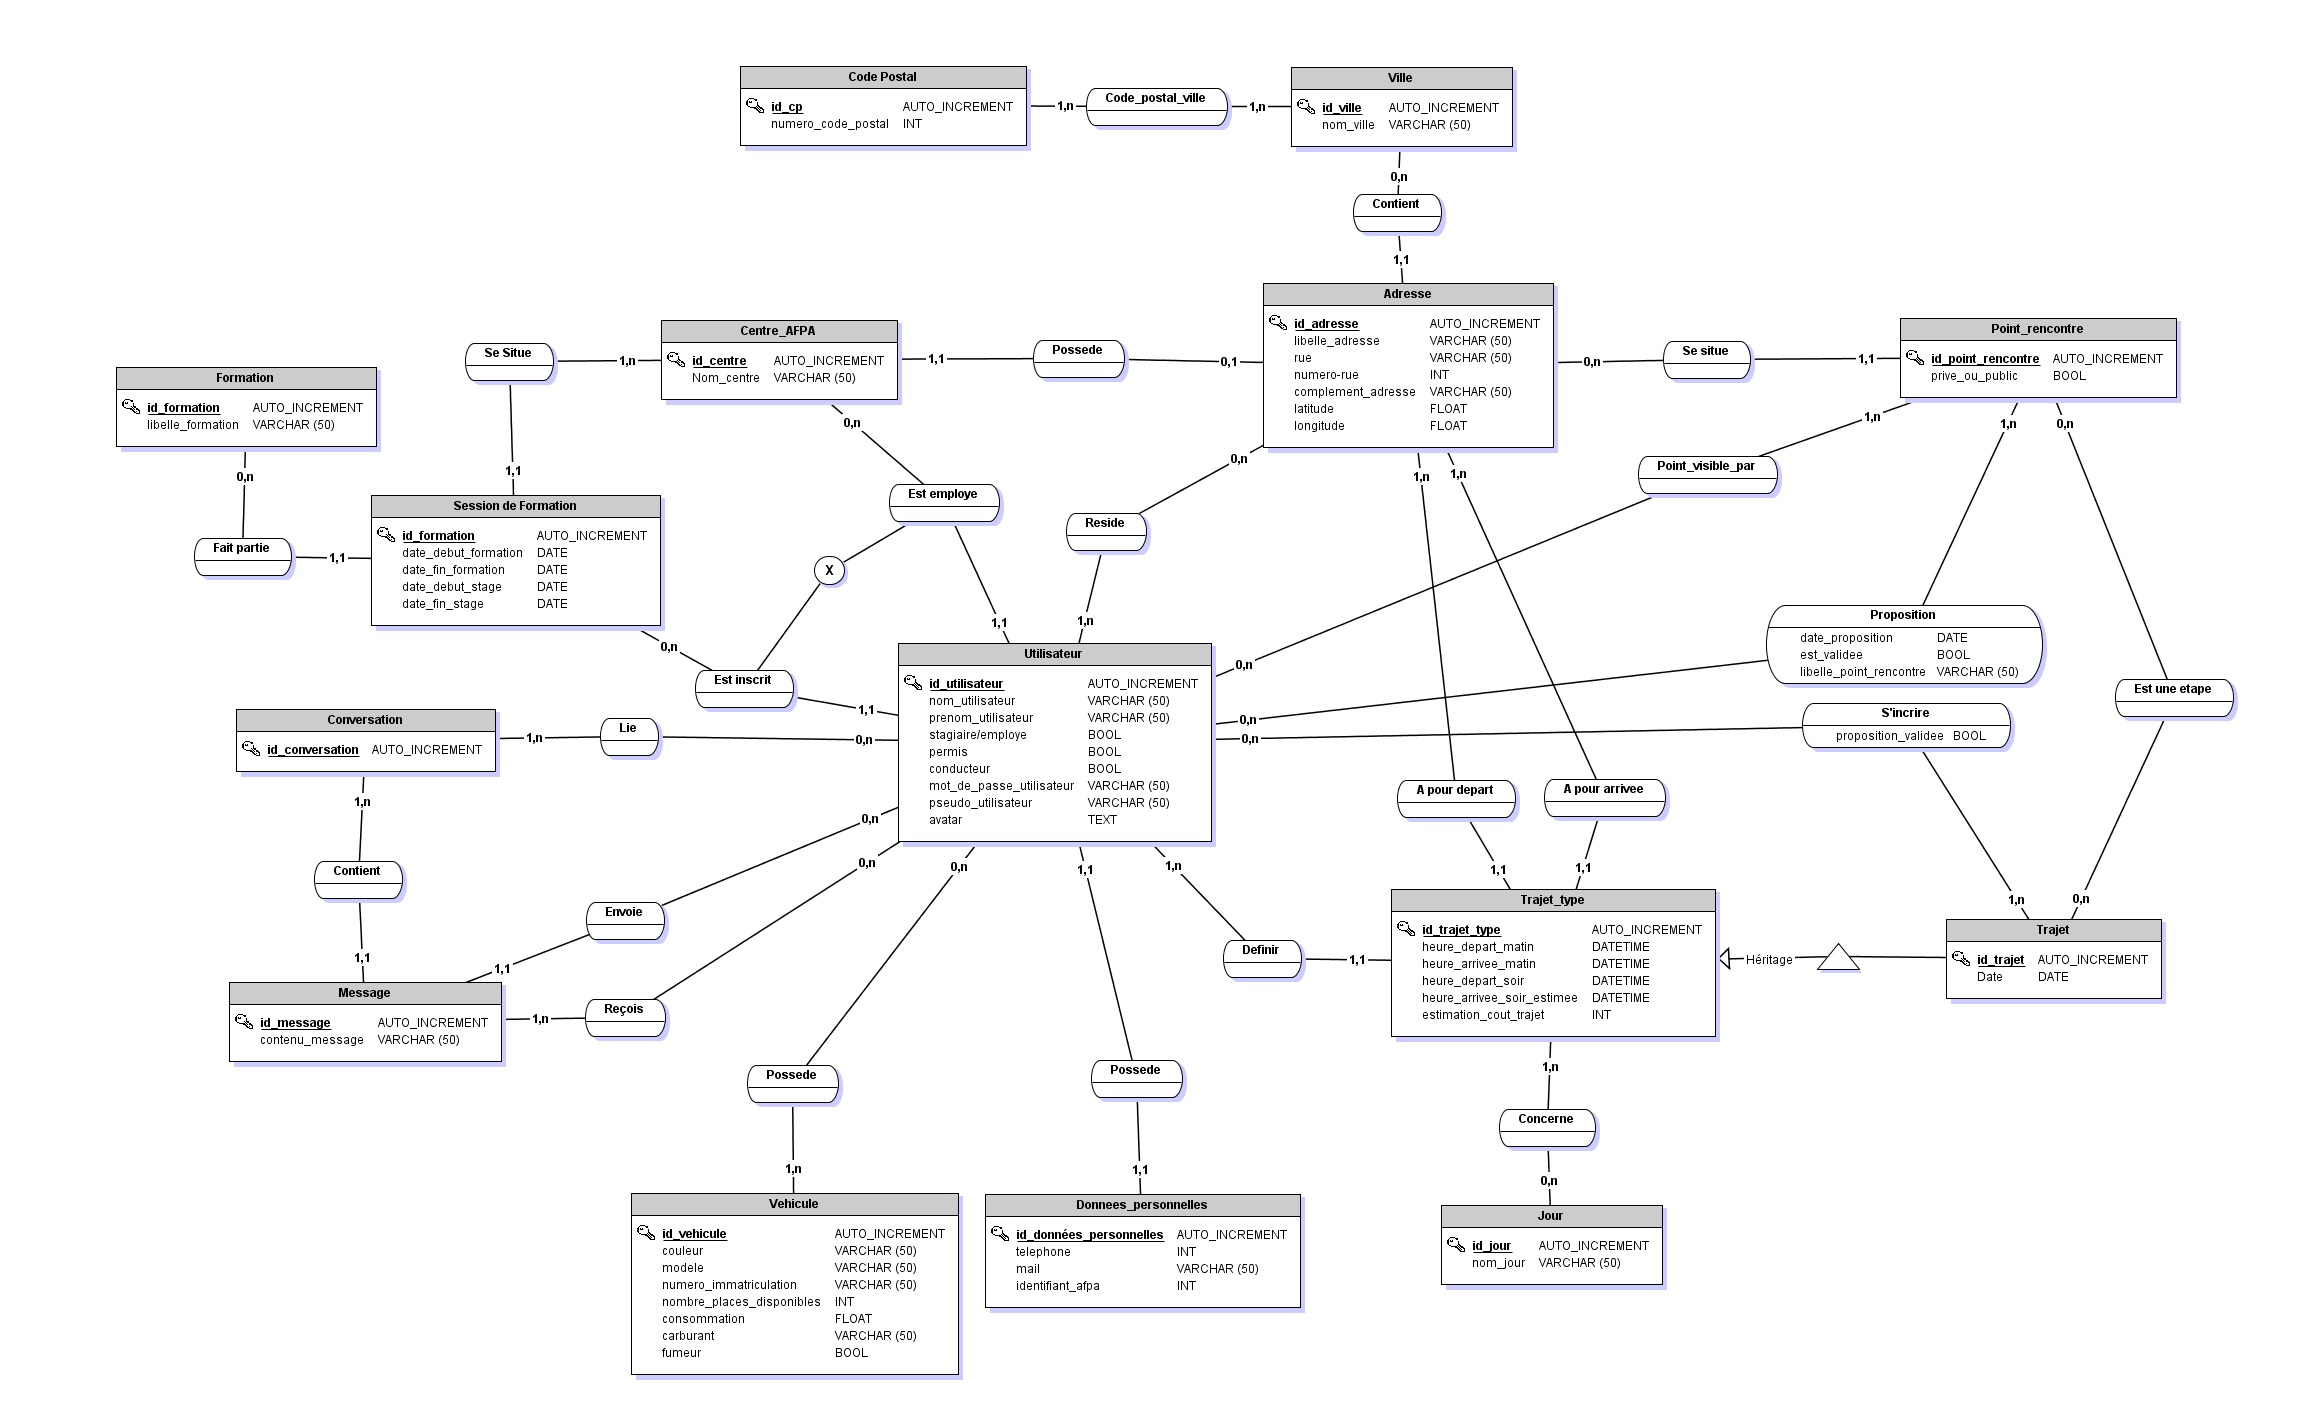 Code Postal
id_cp AUTO_INCREMENT
numero_code_postal INT
1,n
Code_postal_ville
1,n
Ville
id_ville AUTO_INCREMENT
nom_ville VARCHAR (50)
0,n
Contient
1,1
Adresse
id_adresse AUTO_INCREMENT
libelle_adresse VARCHAR (50)
rue VARCHAR (50)
numero-rue INT
complement_adresse VARCHAR (50)
latitude FLOAT
longitude FLOAT
Centre_AFPA
id_centre AUTO_INCREMENT
Nom_centre VARCHAR (50)
1,1
Possede
0,1
0,n
Se situe
1,1
Point_rencontre
id_point_rencontre AUTO_INCREMENT
prive_ou_public BOOL
Se Situe
1,n
1,1
Formation
id_formation AUTO_INCREMENT
libelle_formation VARCHAR (50)
0,n
Fait partie
1,1
Session de Formation
id_formation AUTO_INCREMENT
date_debut_formation DATE
date_fin_formation DATE
date_debut_stage DATE
date_fin_stage DATE
0,n
Est employe
1,1
X
0,n
Est inscrit
1,1
0,n
Reside
1,n
1,n
Point_visible_par
0,n
1,n
Proposition
date_proposition DATE
est_validee BOOL
libelle_point_rencontre VARCHAR (50)
0,n
0,n
Est une etape
0,n
S'incrire
proposition_validee BOOL
0,n
1,n
1,n
A pour depart
1,1
1,n
A pour arrivee
1,1
Utilisateur
id_utilisateur AUTO_INCREMENT
nom_utilisateur VARCHAR (50)
prenom_utilisateur VARCHAR (50)
stagiaire/employe BOOL
permis BOOL
conducteur BOOL
mot_de_passe_utilisateur VARCHAR (50)
pseudo_utilisateur VARCHAR (50)
avatar TEXT
Conversation
id_conversation AUTO_INCREMENT
1,n
Lie
0,n
1,n
Contient
1,1
0,n
Envoie
1,1
0,n
Reçois
1,n
Message
id_message AUTO_INCREMENT
contenu_message VARCHAR (50)
0,n
Possede
1,n
1,1
Possede
1,1
1,n
Definir
1,1
Trajet_type
id_trajet_type AUTO_INCREMENT
heure_depart_matin DATETIME
heure_arrivee_matin DATETIME
heure_depart_soir DATETIME
heure_arrivee_soir_estimee DATETIME
estimation_cout_trajet INT
Héritage
Trajet
id_trajet AUTO_INCREMENT
Date DATE
1,n
Concerne
0,n
Vehicule
id_vehicule AUTO_INCREMENT
couleur VARCHAR (50)
modele VARCHAR (50)
numero_immatriculation VARCHAR (50)
nombre_places_disponibles INT
consommation FLOAT
carburant VARCHAR (50)
fumeur BOOL
Donnees_personnelles
id_données_personnelles AUTO_INCREMENT
telephone INT
mail VARCHAR (50)
identifiant_afpa INT
Jour
id_jour AUTO_INCREMENT
nom_jour VARCHAR (50)